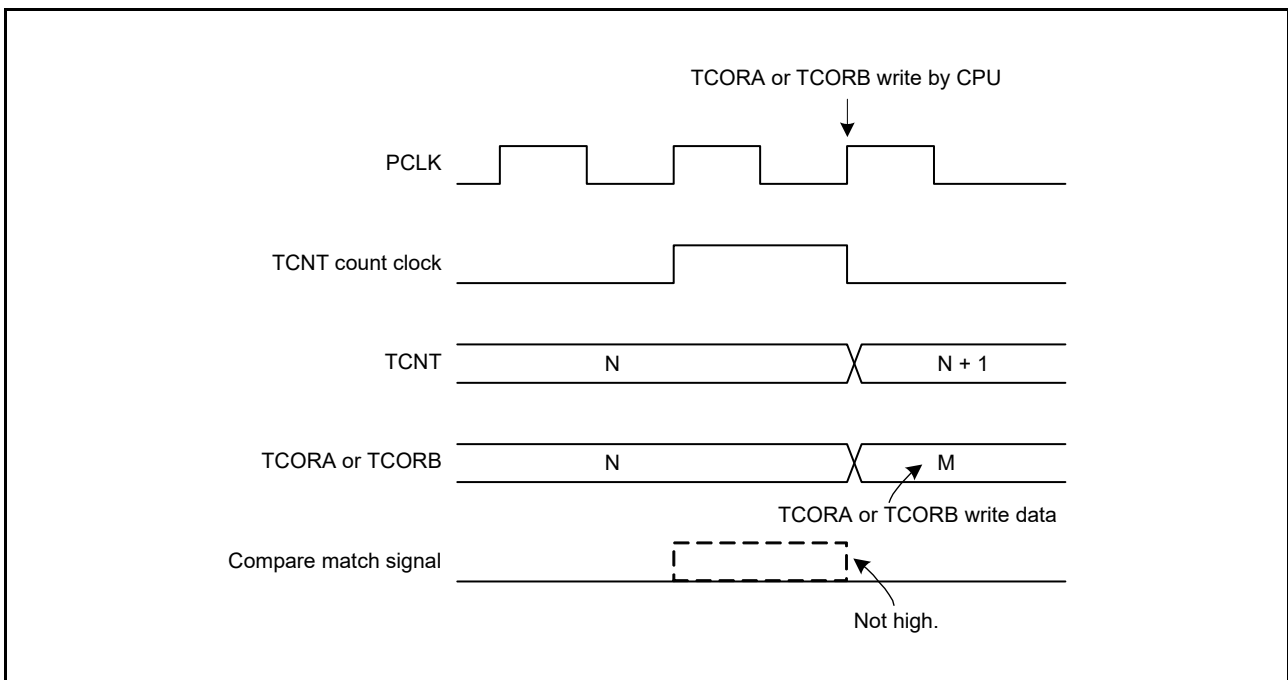 TCORA or TCORB write by CPU
PCLK
TCNT count clock
TCNT
N
N + 1
TCORA or TCORB
N
M
TCORA or TCORB write data
Compare match signal
Not high.